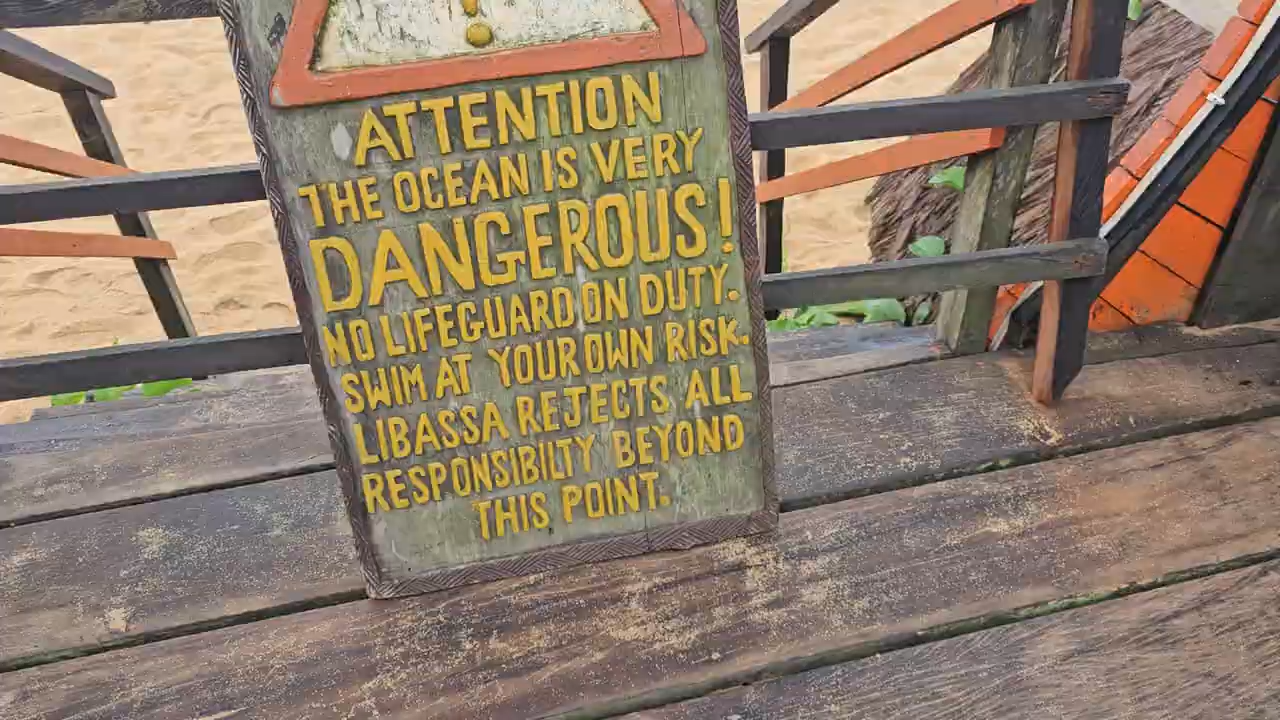 ATTENTION
THE OCEAN IS VERY
DANGEROUS!
NO LIFEGUARD ON DUTY.
SWIM AT YOUR OWN RISK.
LIBASSA REJECTS ALL
RESPONSIBILTY BEYOND
THIS POINT.